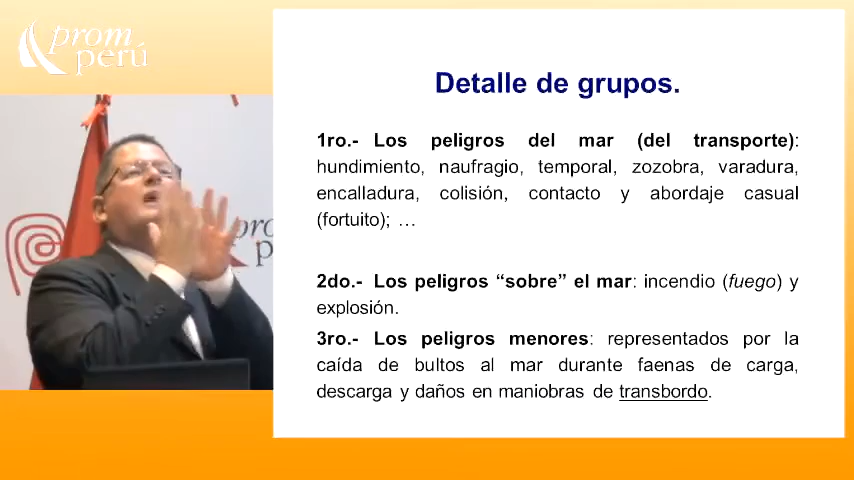 prom
perú
Detalle de grupos.
1ro.- Los peligros del mar (del transporte):
hundimiento, naufragio, temporal, zozobra, varadura,
encalladura, colisión, contacto y abordaje casual
(fortuito); …
2do.- Los peligros “sobre” el mar: incendio (fuego) y
explosión.
3ro.- Los peligros menores: representados por la
caída de bultos al mar durante faenas de carga,
descarga y daños en maniobras de transbordo.